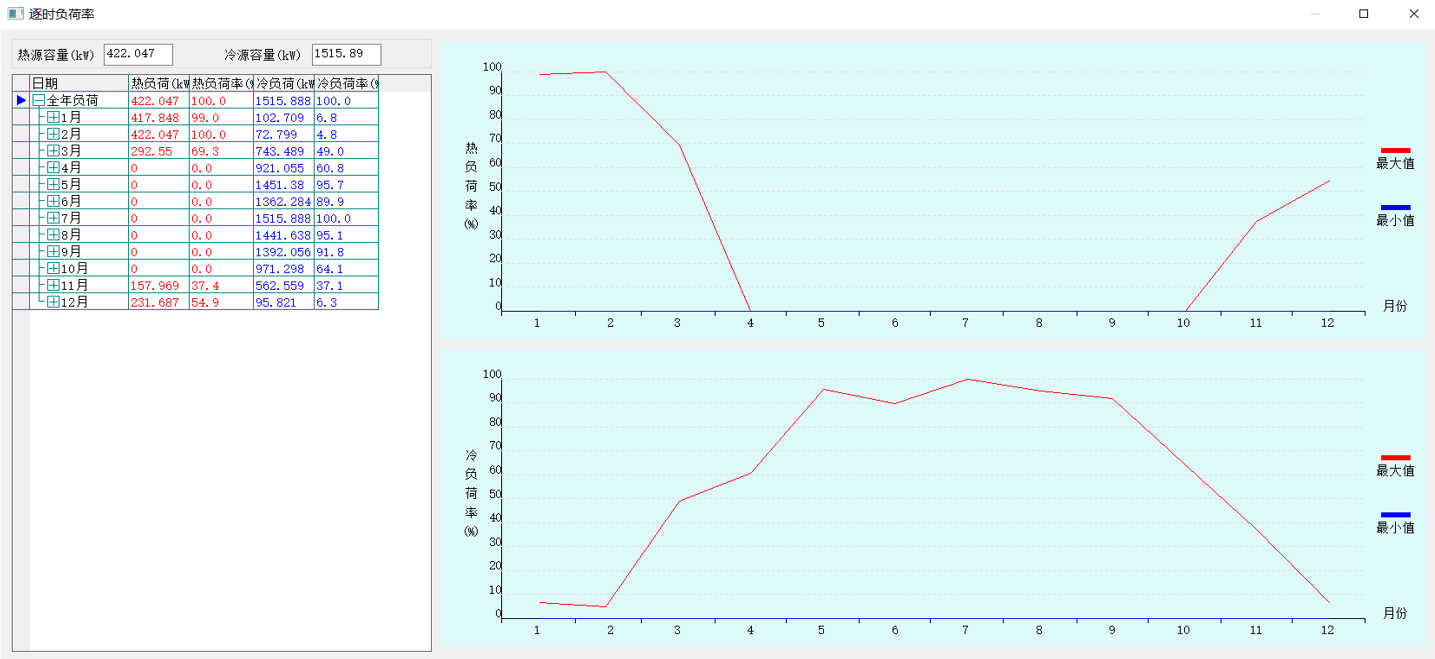 逐时负荷率
热源容量(kW) 422.047 冷源容量(kW) 1515.89
日期 热负荷(kW 热负荷率(% 冷负荷(kW 冷负荷率(%
全年负荷 422.047 100.0 1515.888 100.0
1月 417.848 99.0 102.709 6.8
2月 422.047 100.0 72.799 4.8
3月 292.55 69.3 743.489 49.0
4月 0 0.0 921.055 60.8
5月 0 0.0 1451.38 95.7
6月 0 0.0 1362.284 89.9
7月 0 0.0 1515.888 100.0
8月 0 0.0 1441.638 95.1
9月 0 0.0 1392.056 91.8
10月 0 0.0 971.298 64.1
11月 157.969 37.4 562.559 37.1
12月 231.687 54.9 95.821 6.3
热负荷率(%)
100
90
80
70
60
50
40
30
20
10
0
1 2 3 4 5 6 7 8 9 10 11 12
最大值
最小值
月份
冷负荷率(%)
100
90
80
70
60
50
40
30
20
10
0
1 2 3 4 5 6 7 8 9 10 11 12
最大值
最小值
月份